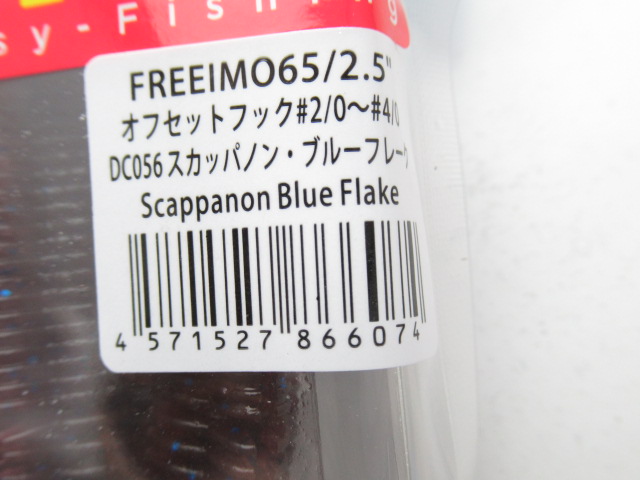 sy-Fishing
FREEIMO65/2.5"
オフセットフック#2/0〜#4/0
DC056 スカッパノン・ブルーフレーク
Scappanon Blue Flake
4 571527 866074